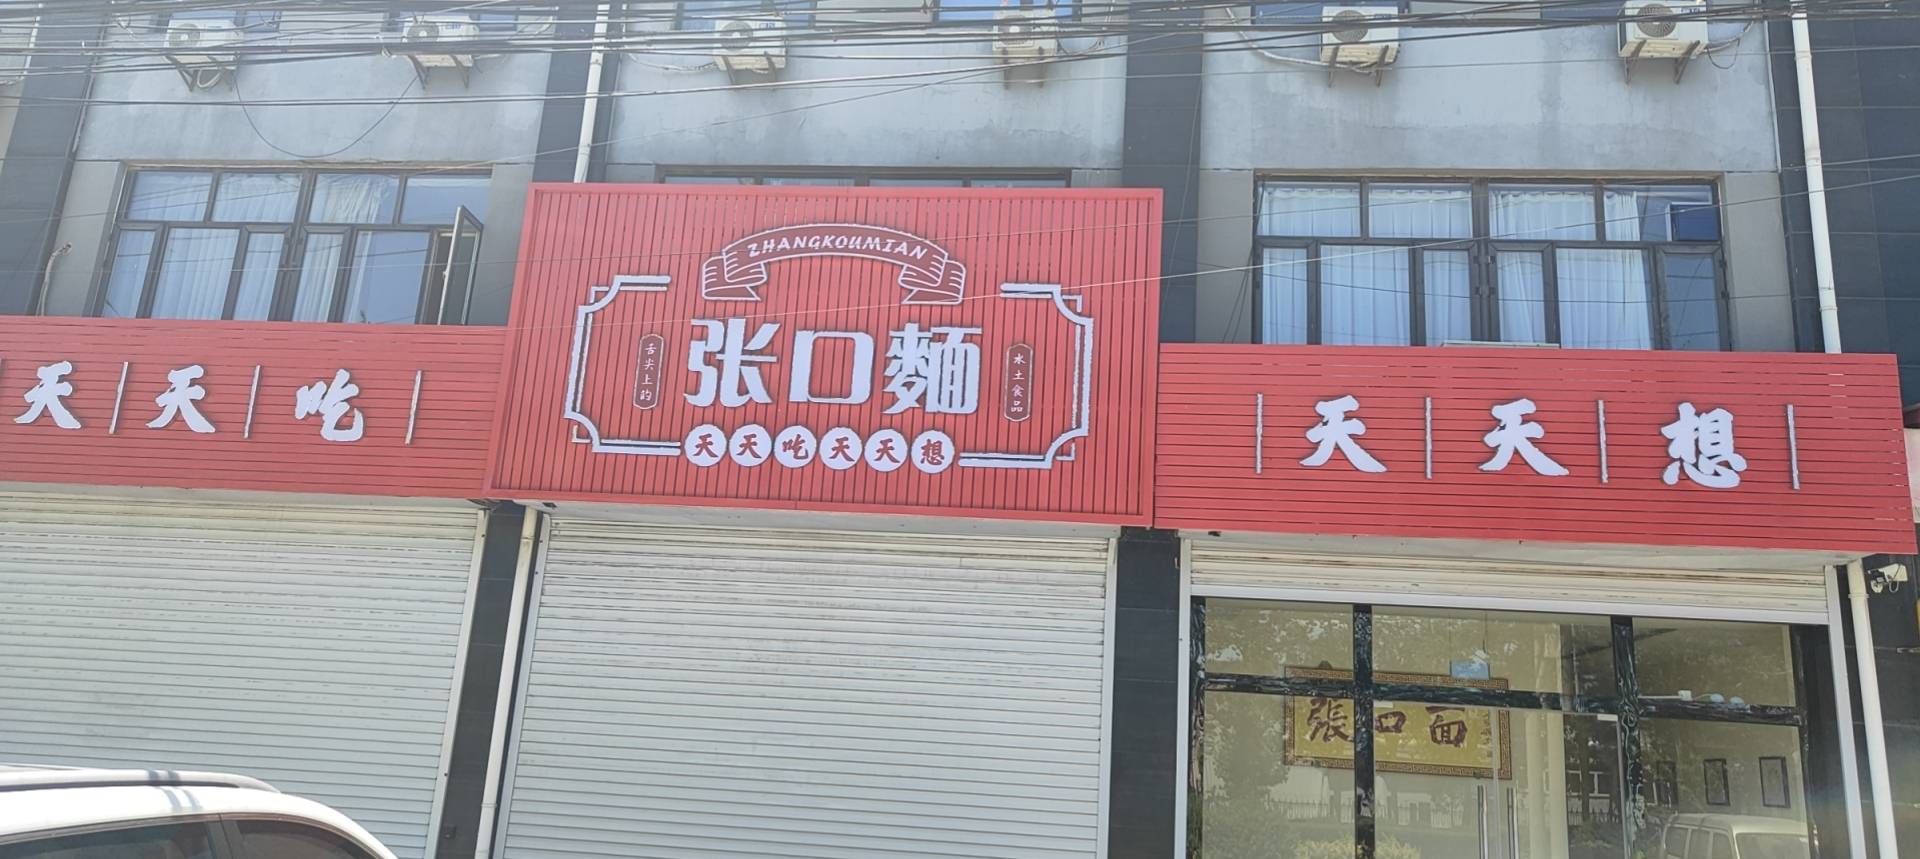 ZHANGKOUMIAN
舌尖上的
张口麵
水土食品
天天吃天天想
天天吃
天天想
張口面